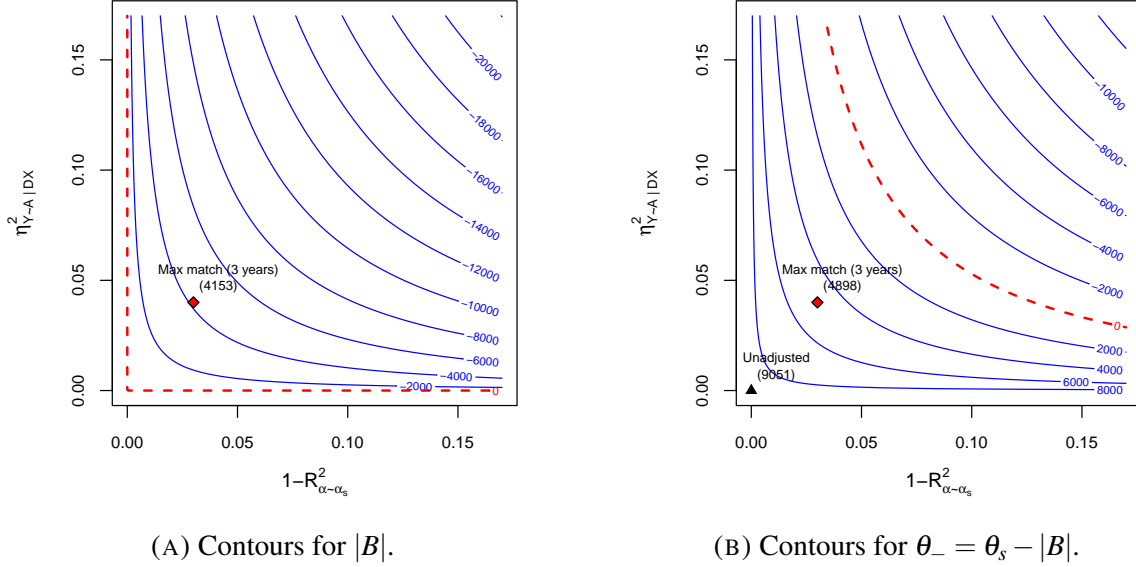 0.15
0.10
0.05
0.00
η²Y~A | DX
−20000
−18000
−16000
−14000
−12000
−10000
−8000
−6000
−4000
−2000
0
Max match (3 years)
(4153)
0.00 0.05 0.10 0.15
1−R²α~αs
(A) Contours for |B|.
0.15
0.10
0.05
0.00
η²Y~A | DX
−10000
−8000
−6000
−4000
−2000
0
2000
4000
6000
8000
Max match (3 years)
(4898)
Unadjusted
(9051)
0.00 0.05 0.10 0.15
1−R²α~αs
(B) Contours for θ− = θs − |B|.